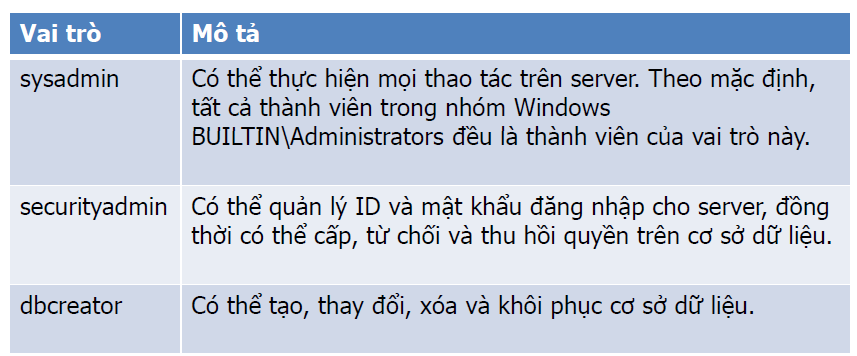 Vai trò Mô tả
sysadmin Có thể thực hiện mọi thao tác trên server. Theo mặc định,
tất cả thành viên trong nhóm Windows
BUILTIN\Administrators đều là thành viên của vai trò này.
securityadmin Có thể quản lý ID và mật khẩu đăng nhập cho server, đồng
thời có thể cấp, từ chối và thu hồi quyền trên cơ sở dữ liệu.
dbcreator Có thể tạo, thay đổi, xóa và khôi phục cơ sở dữ liệu.